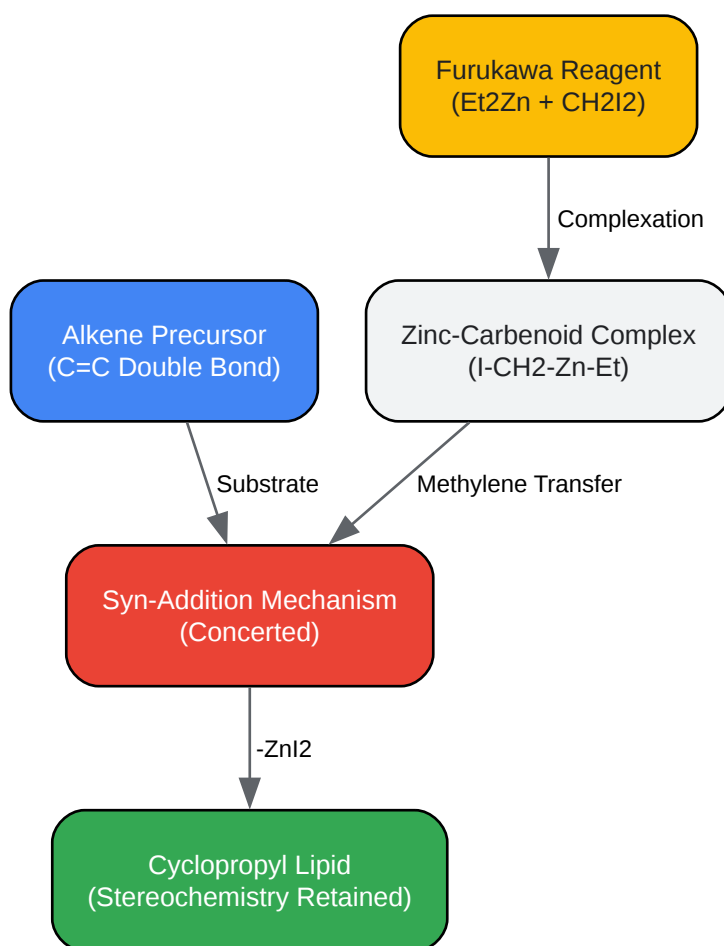 Furukawa Reagent
(Et2Zn + CH2I2)
Complexation
Alkene Precursor
(C=C Double Bond)
Zinc-Carbenoid Complex
(I-CH2-Zn-Et)
Substrate
Methylene Transfer
Syn-Addition Mechanism
(Concerted)
-ZnI2
Cyclopropyl Lipid
(Stereochemistry Retained)